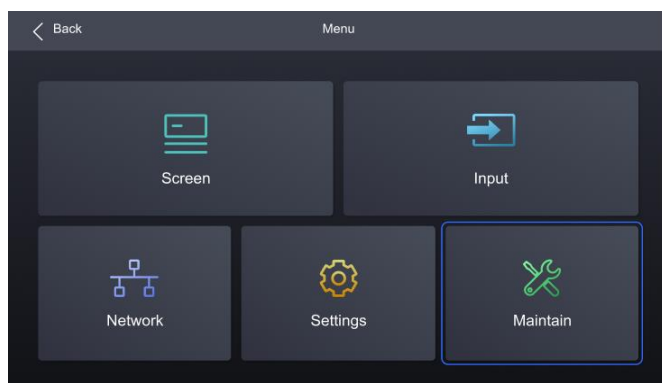 Back
Menu
Screen
Input
Network
Settings
Maintain